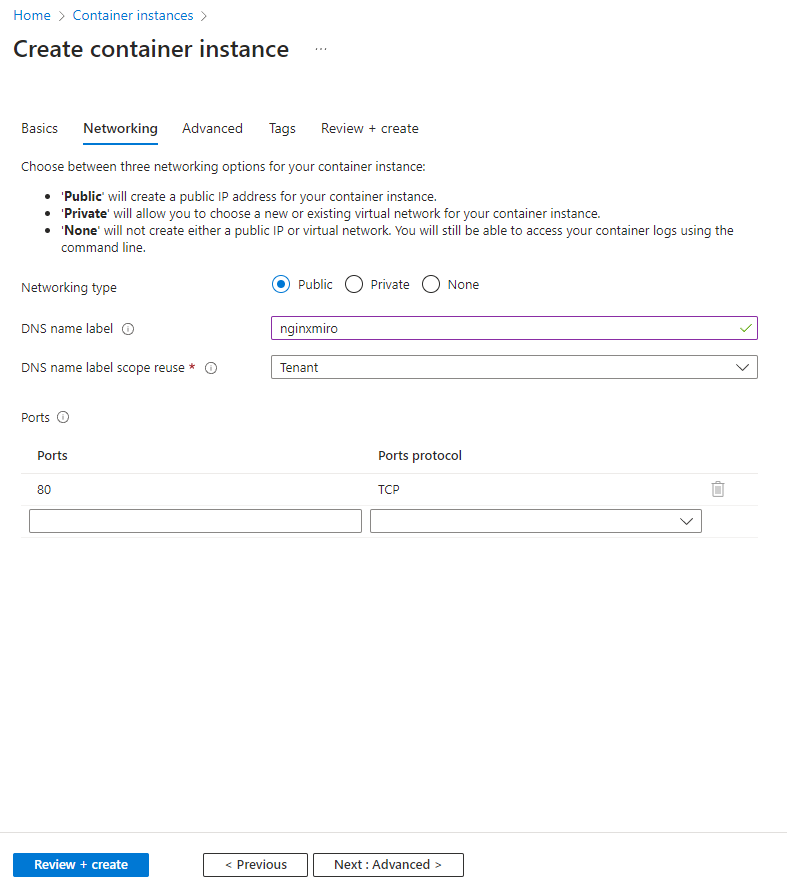 Home > Container instances >
Create container instance ...
Basics Networking Advanced Tags Review + create
Choose between three networking options for your container instance:
• 'Public' will create a public IP address for your container instance.
• 'Private' will allow you to choose a new or existing virtual network for your container instance.
• 'None' will not create either a public IP or virtual network. You will still be able to access your container logs using the
command line.
Networking type Public Private None
DNS name label nginxmiro
DNS name label scope reuse * Tenant
Ports
Ports Ports protocol
80 TCP
Review + create < Previous Next : Advanced >